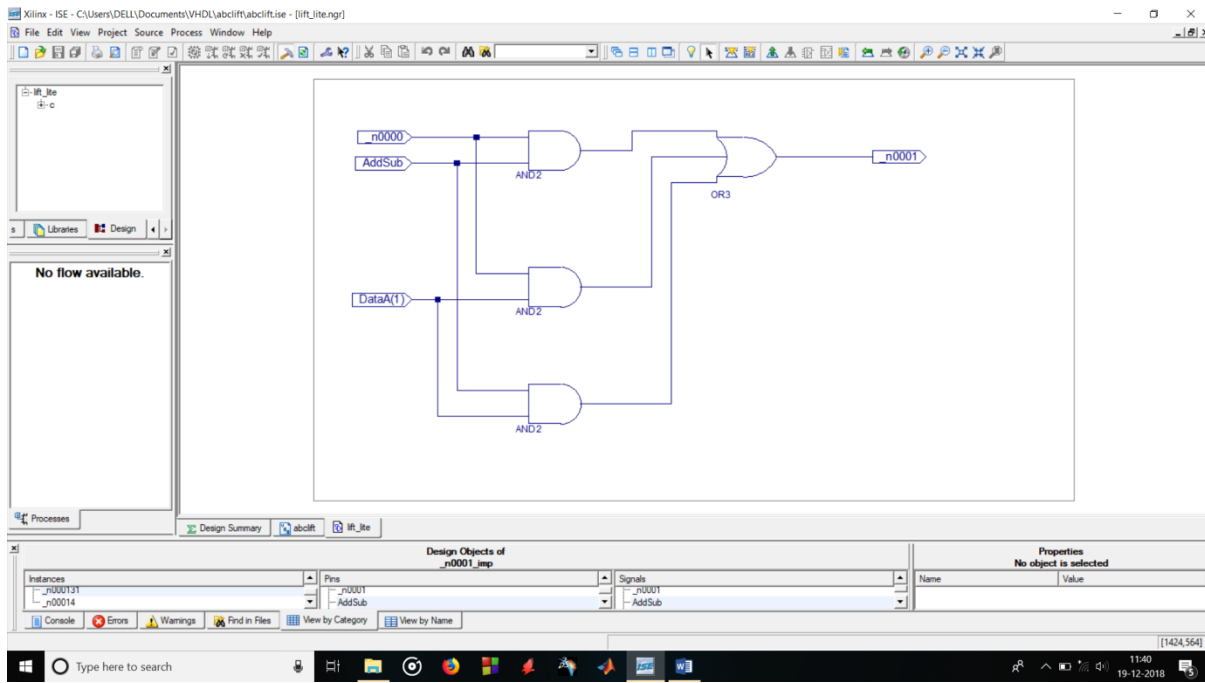 Xilinx - ISE - C:\Users\DELL\Documents\VHDL\abclift\abclift.ise - [lift_lite.ngr]
File Edit View Project Source Process Window Help
lift_lite
c
s Libraries Design
No flow available.
Processes
_n0000
AddSub
AND2
OR3
_n0001
DataA(1)
AND2
AND2
Design Summary abclift lift_lite
Design Objects of
_n0001_imp
Properties
No object is selected
Instances Pins Signals Name Value
_n000131 _n0001 _n0001
_n00014 AddSub AddSub
Console Errors Warnings Find in Files View by Category View by Name
[1424,564]
Type here to search
ISE
11:40
19-12-2018
5